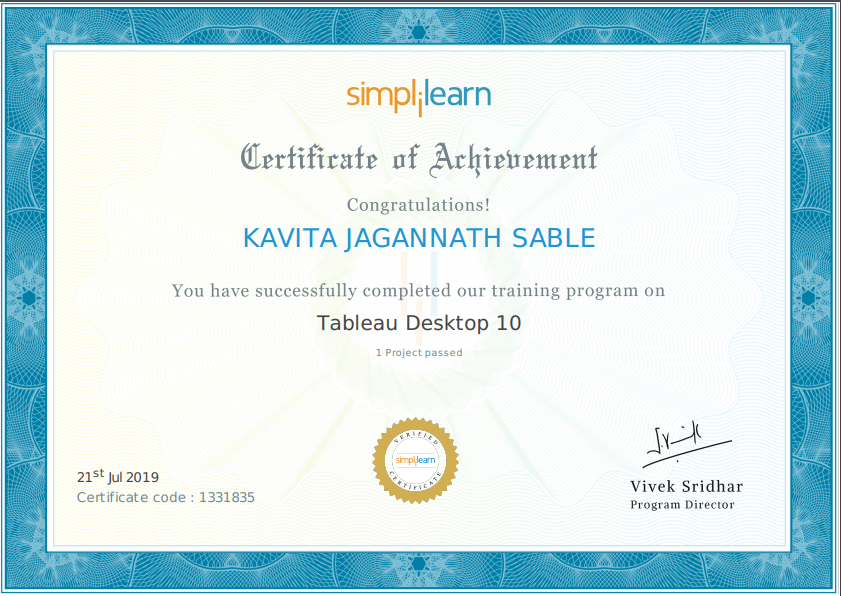 simplilearn
Certificate of Achievement
Congratulations!
KAVITA JAGANNATH SABLE
You have successfully completed our training program on
Tableau Desktop 10
1 Project passed
VERIFIED
simplilearn
CERTIFICATE
21st Jul 2019
Certificate code : 1331835
Vivek Sridhar
Program Director